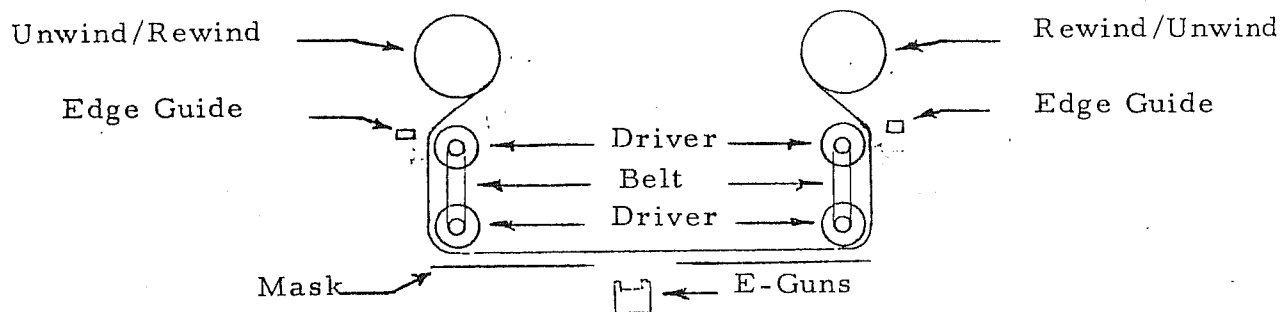 Unwind/Rewind
Rewind/Unwind
Edge Guide
Edge Guide
Driver
Belt
Driver
Mask
E-Guns